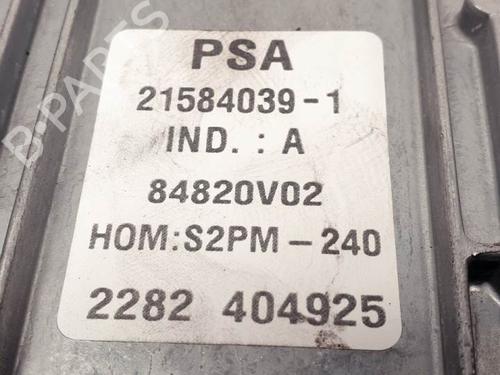 PSA
21584039-1
IND. : A
84820V02
HOM:S2PM-240
2282 404925
B-PARTS